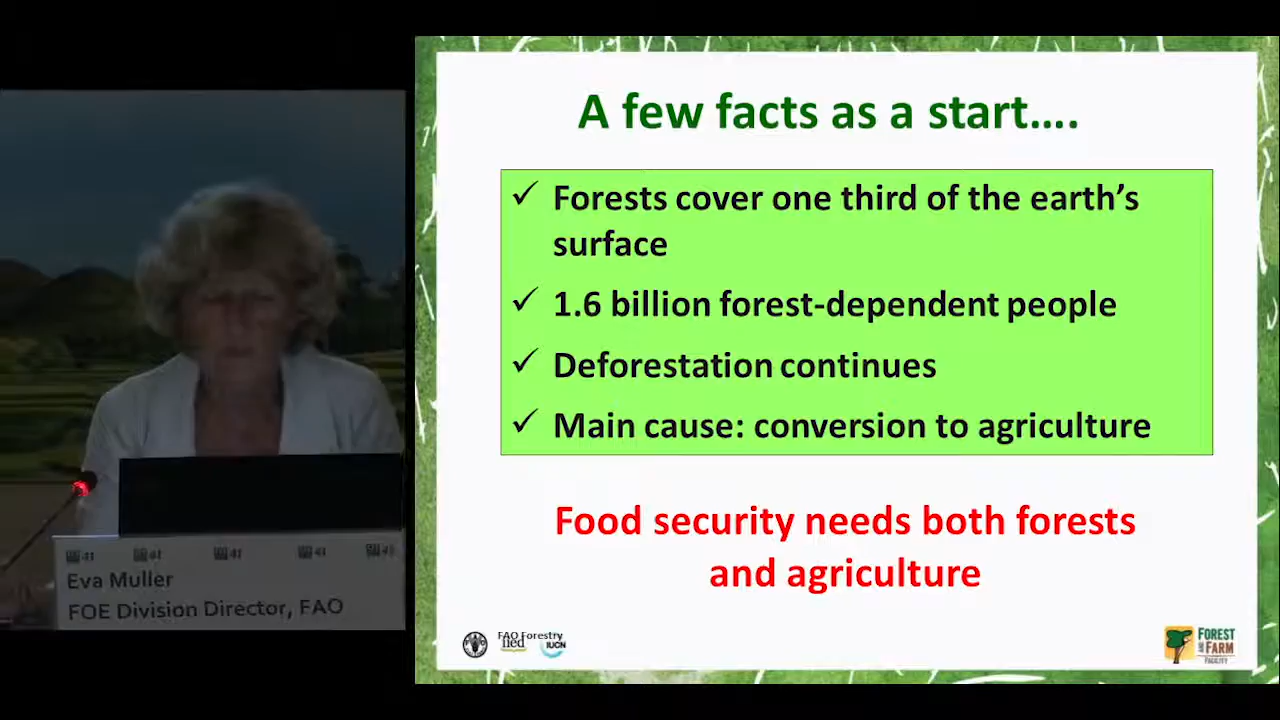 A few facts as a start….
✓ Forests cover one third of the earth’s
surface
✓ 1.6 billion forest-dependent people
✓ Deforestation continues
✓ Main cause: conversion to agriculture
Food security needs both forests
and agriculture
Eva Muller
FOE Division Director, FAO
FAO Forestry
iied
IUCN
FOREST
AND FARM
FACILITY